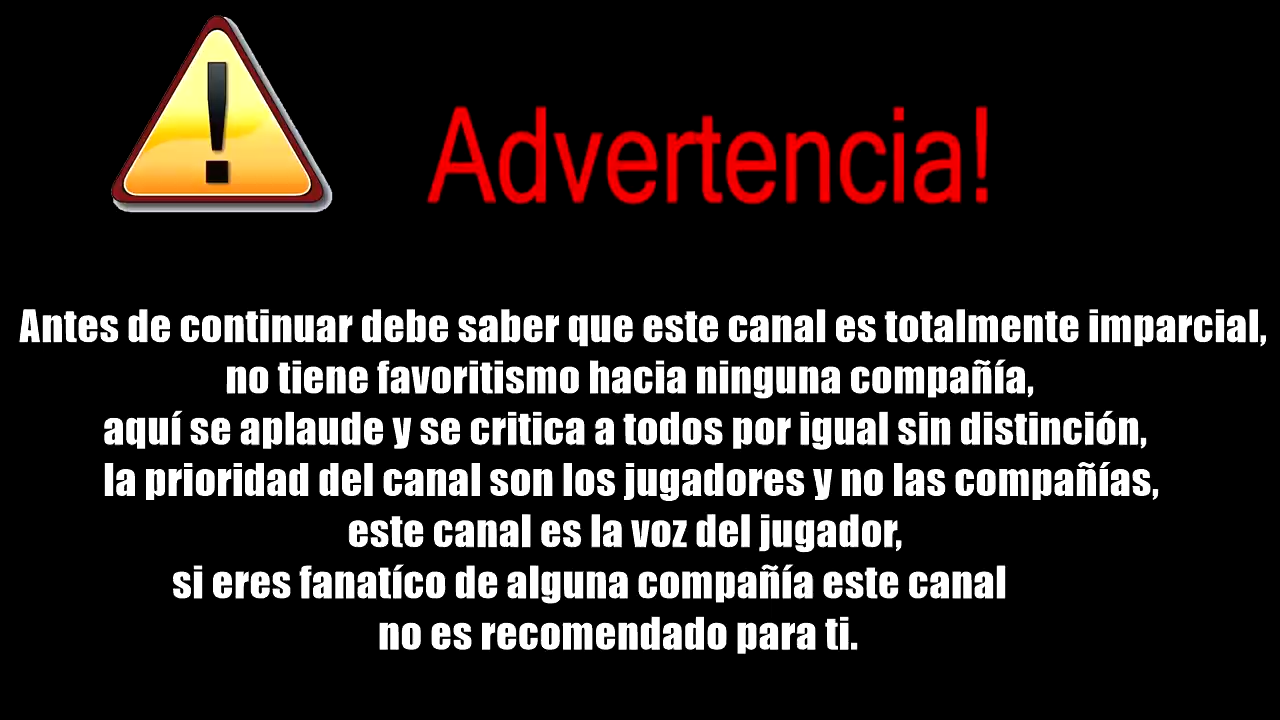 Advertencia!
Antes de continuar debe saber que este canal es totalmente imparcial,
no tiene favoritismo hacia ninguna compañía,
aquí se aplaude y se critica a todos por igual sin distinción,
la prioridad del canal son los jugadores y no las compañías,
este canal es la voz del jugador,
si eres fanatíco de alguna compañía este canal
no es recomendado para ti.